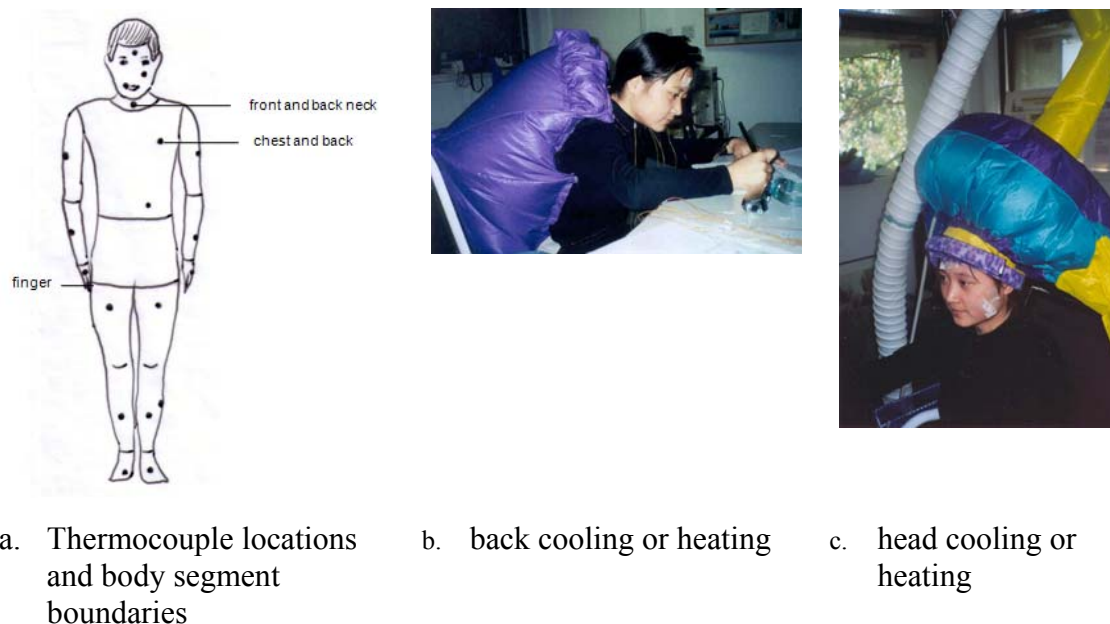 front and back neck
chest and back
finger
a. Thermocouple locations
and body segment
boundaries
b. back cooling or heating
c. head cooling or
heating